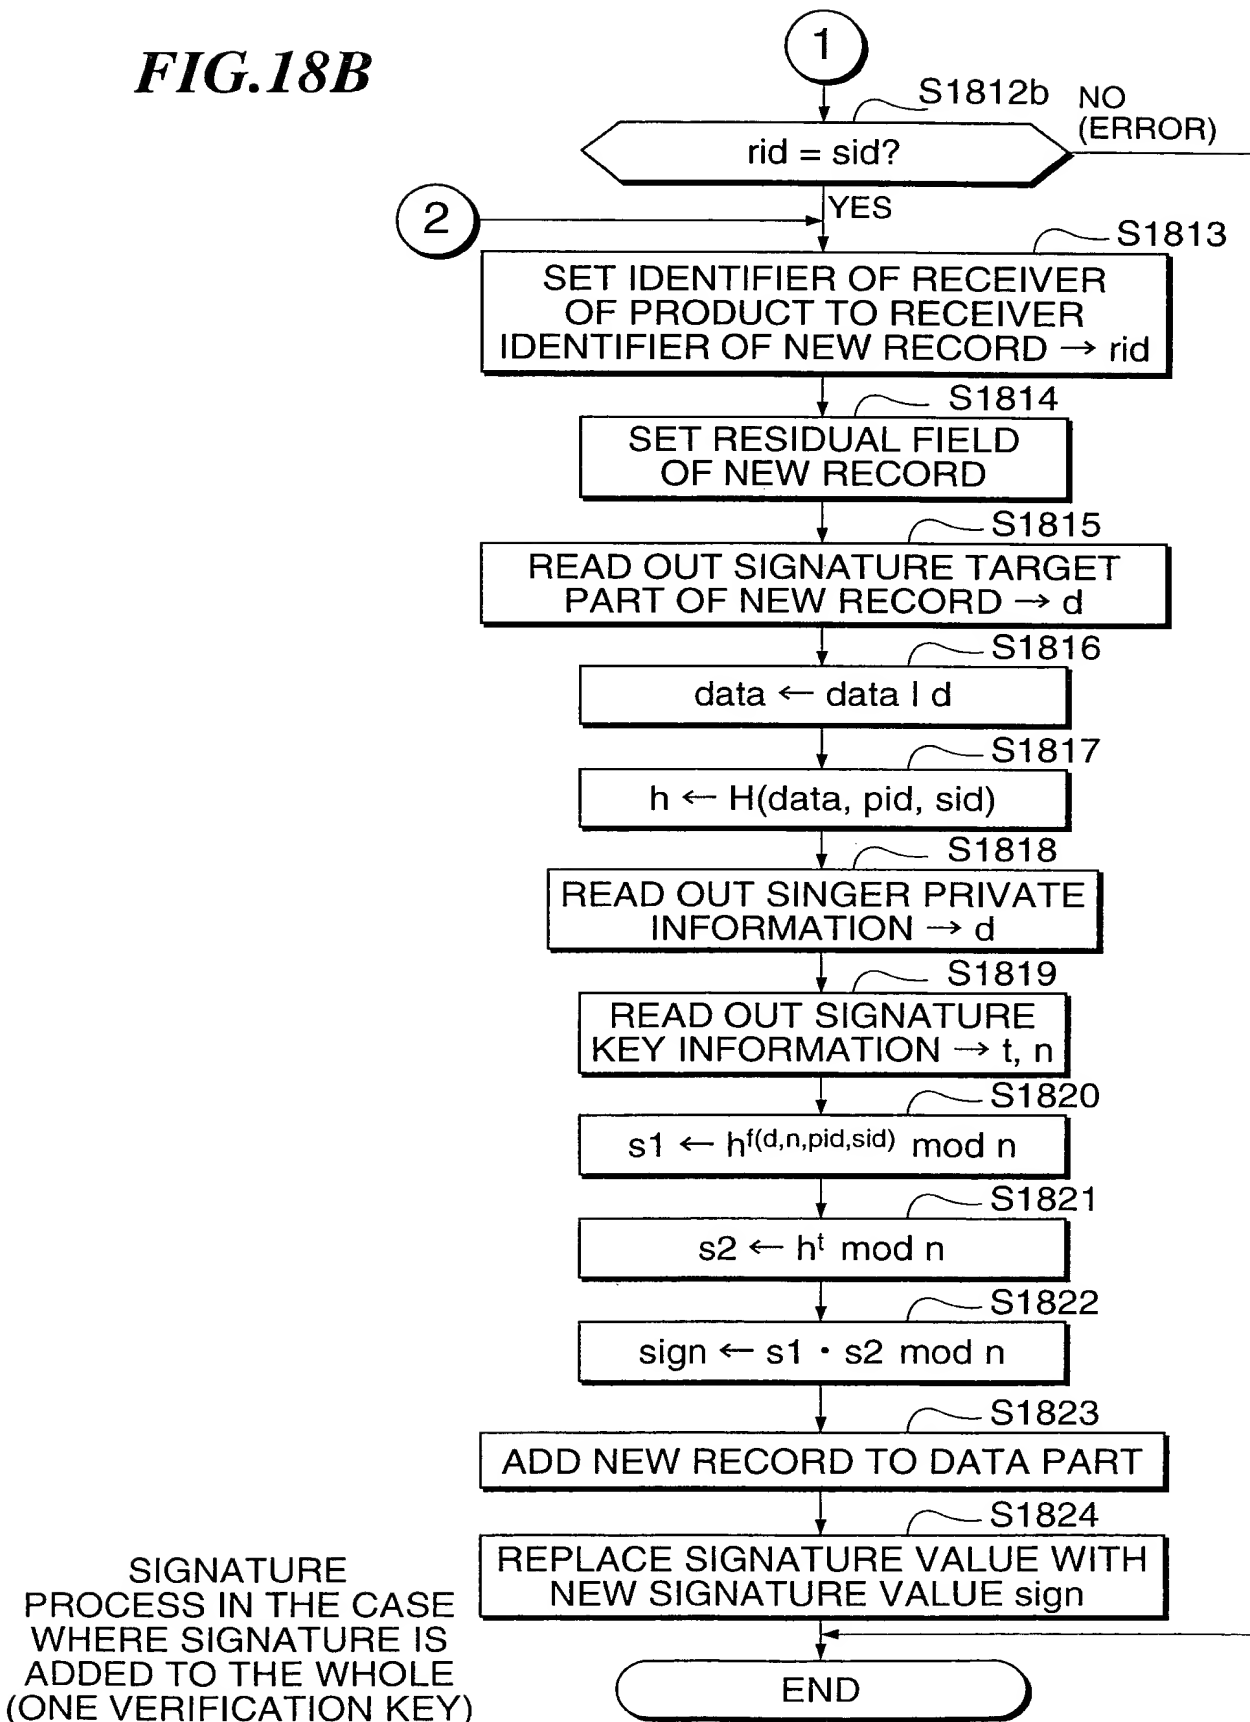 FIG.18B
1
S1812b
NO
(ERROR)
rid = sid?
YES
2
S1813
SET IDENTIFIER OF RECEIVER
OF PRODUCT TO RECEIVER
IDENTIFIER OF NEW RECORD → rid
S1814
SET RESIDUAL FIELD
OF NEW RECORD
S1815
READ OUT SIGNATURE TARGET
PART OF NEW RECORD → d
S1816
data ← data | d
S1817
h ← H(data, pid, sid)
S1818
READ OUT SINGER PRIVATE
INFORMATION → d
S1819
READ OUT SIGNATURE
KEY INFORMATION → t, n
S1820
s1 ← h^f(d,n,pid,sid) mod n
S1821
s2 ← h^t mod n
S1822
sign ← s1 · s2 mod n
S1823
ADD NEW RECORD TO DATA PART
S1824
REPLACE SIGNATURE VALUE WITH
NEW SIGNATURE VALUE sign
END
SIGNATURE
PROCESS IN THE CASE
WHERE SIGNATURE IS
ADDED TO THE WHOLE
(ONE VERIFICATION KEY)